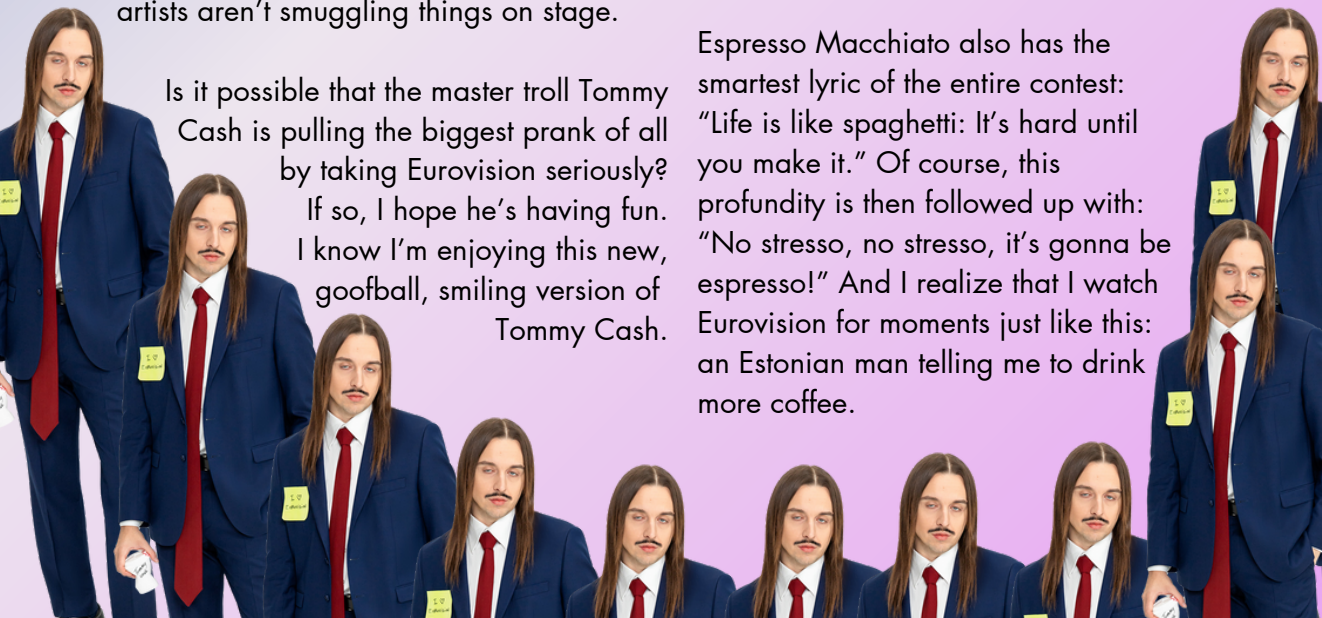 artists aren't smuggling things on stage.
Is it possible that the master troll Tommy
Cash is pulling the biggest prank of all
by taking Eurovision seriously?
If so, I hope he's having fun.
I know I'm enjoying this new,
goofball, smiling version of
Tommy Cash.
Espresso Macchiato also has the
smartest lyric of the entire contest:
“Life is like spaghetti: It's hard until
you make it.” Of course, this
profundity is then followed up with:
“No stresso, no stresso, it's gonna be
espresso!” And I realize that I watch
Eurovision for moments just like this:
an Estonian man telling me to drink
more coffee.